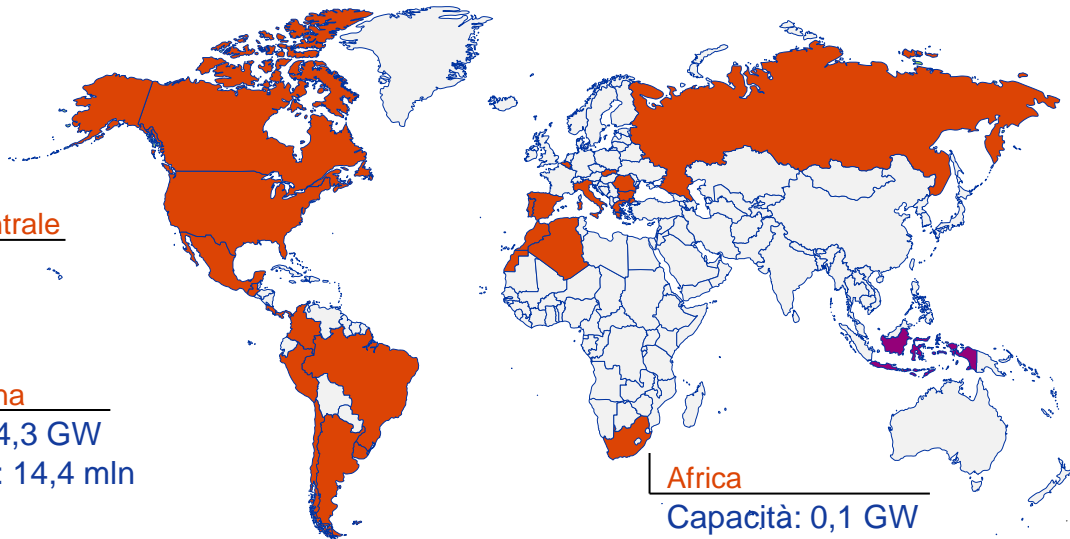 ntrale
na
4,3 GW
: 14,4 mln
Africa
Capacità: 0,1 GW